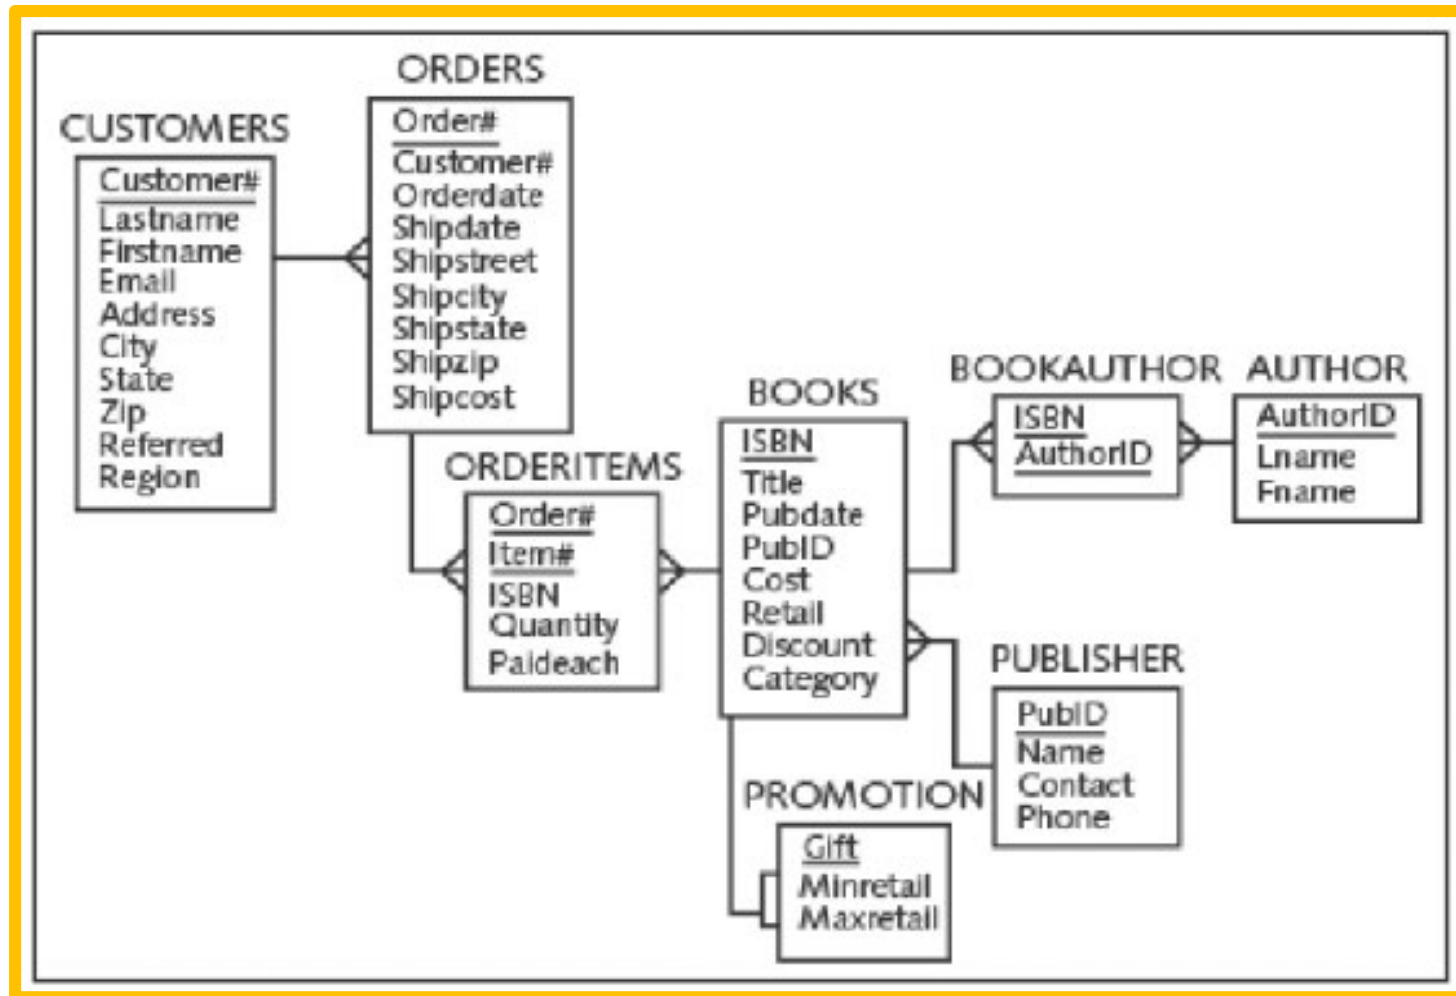 CUSTOMERS
Customer#
Lastname
Firstname
Email
Address
City
State
Zip
Referred
Region
ORDERS
Order#
Customer#
Orderdate
Shipdate
Shipstreet
Shipcity
Shipstate
Shipzip
Shipcost
ORDERITEMS
Order#
Item#
ISBN
Quantity
Paideach
BOOKS
ISBN
Title
Pubdate
PubID
Cost
Retail
Discount
Category
BOOKAUTHOR
ISBN
AuthorID
AUTHOR
AuthorID
Lname
Fname
PUBLISHER
PubID
Name
Contact
Phone
PROMOTION
Gift
Minretail
Maxretail